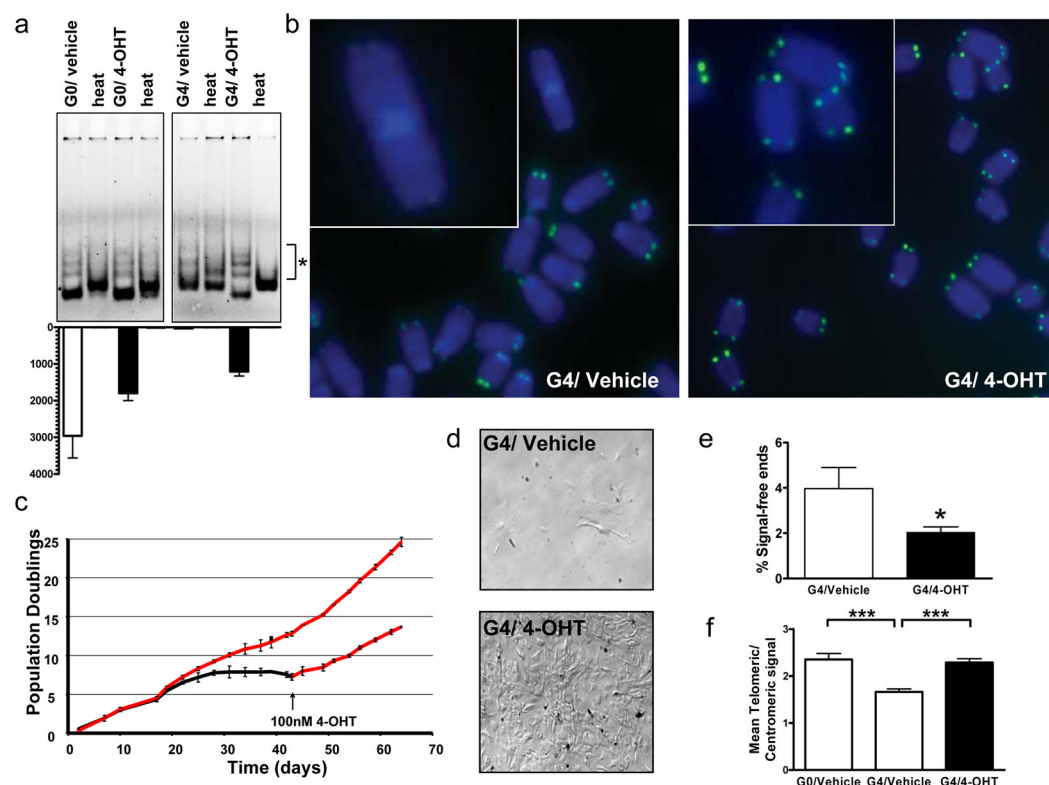 a
G0/ vehicle
heat
G0/ 4-OHT
heat
G4/ vehicle
heat
G4/ 4-OHT
heat
*
0
1000
2000
3000
4000
b
G4/ Vehicle
G4/ 4-OHT
c
Population Doublings
25
20
15
10
5
0
100nM 4-OHT
0 10 20 30 40 50 60 70
Time (days)
d
G4/ Vehicle
G4/ 4-OHT
e
% Signal-free ends
6
4
2
0
*
G4/Vehicle G4/4-OHT
f
*** ***
Mean Telomeric/
Centromeric signal
3
2
1
0
G0/Vehicle G4/Vehicle G4/4-OHT